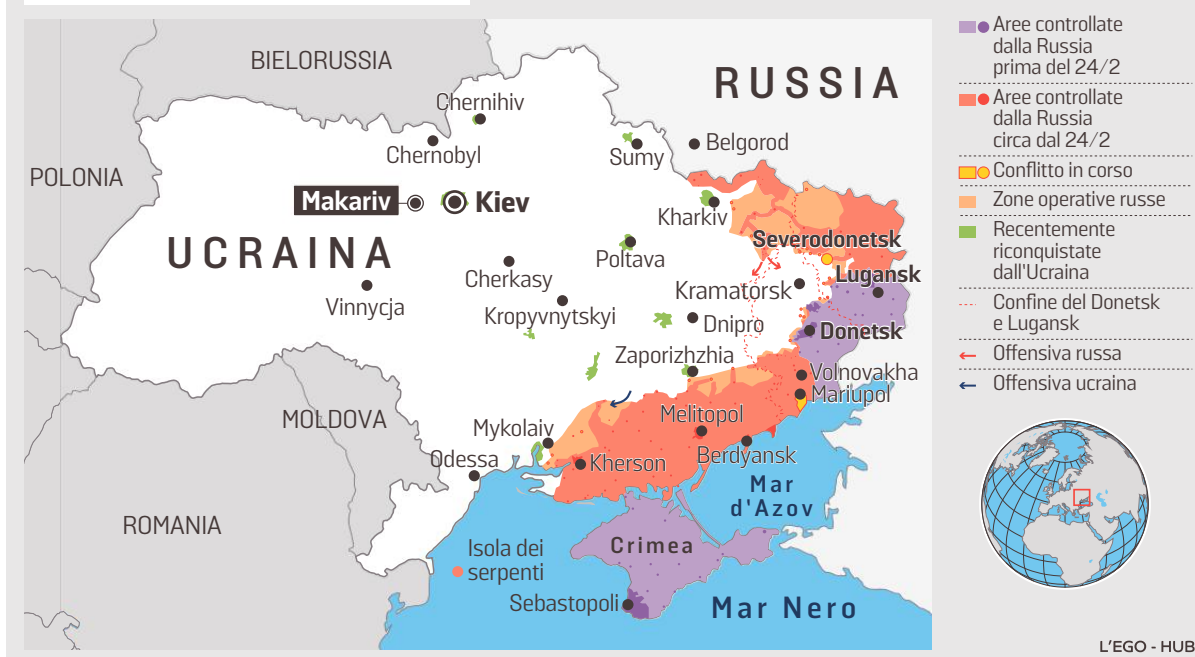 BIELORUSSIA
RUSSIA
Chernihiv
Chernobyl
Sumy
Belgorod
POLONIA
Makariv
Kiev
Kharkiv
UCRAINA
Severodonetsk
Poltava
Cherkasy
Lugansk
Vinnycja
Kramatorsk
Kropyvnytskyi
Dnipro
Donetsk
Zaporizhzhia
Volnovakha
Mariupol
MOLDOVA
Melitopol
Mykolaiv
Odessa
Kherson
Berdyansk
Mar
d'Azov
ROMANIA
Isola dei
serpenti
Crimea
Sebastopoli
Mar Nero
Aree controllate
dalla Russia
prima del 24/2
Aree controllate
dalla Russia
circa dal 24/2
Conflitto in corso
Zone operative russe
Recentemente
riconquistate
dall'Ucraina
Confine del Donetsk
e Lugansk
Offensiva russa
Offensiva ucraina
L'EGO - HUB